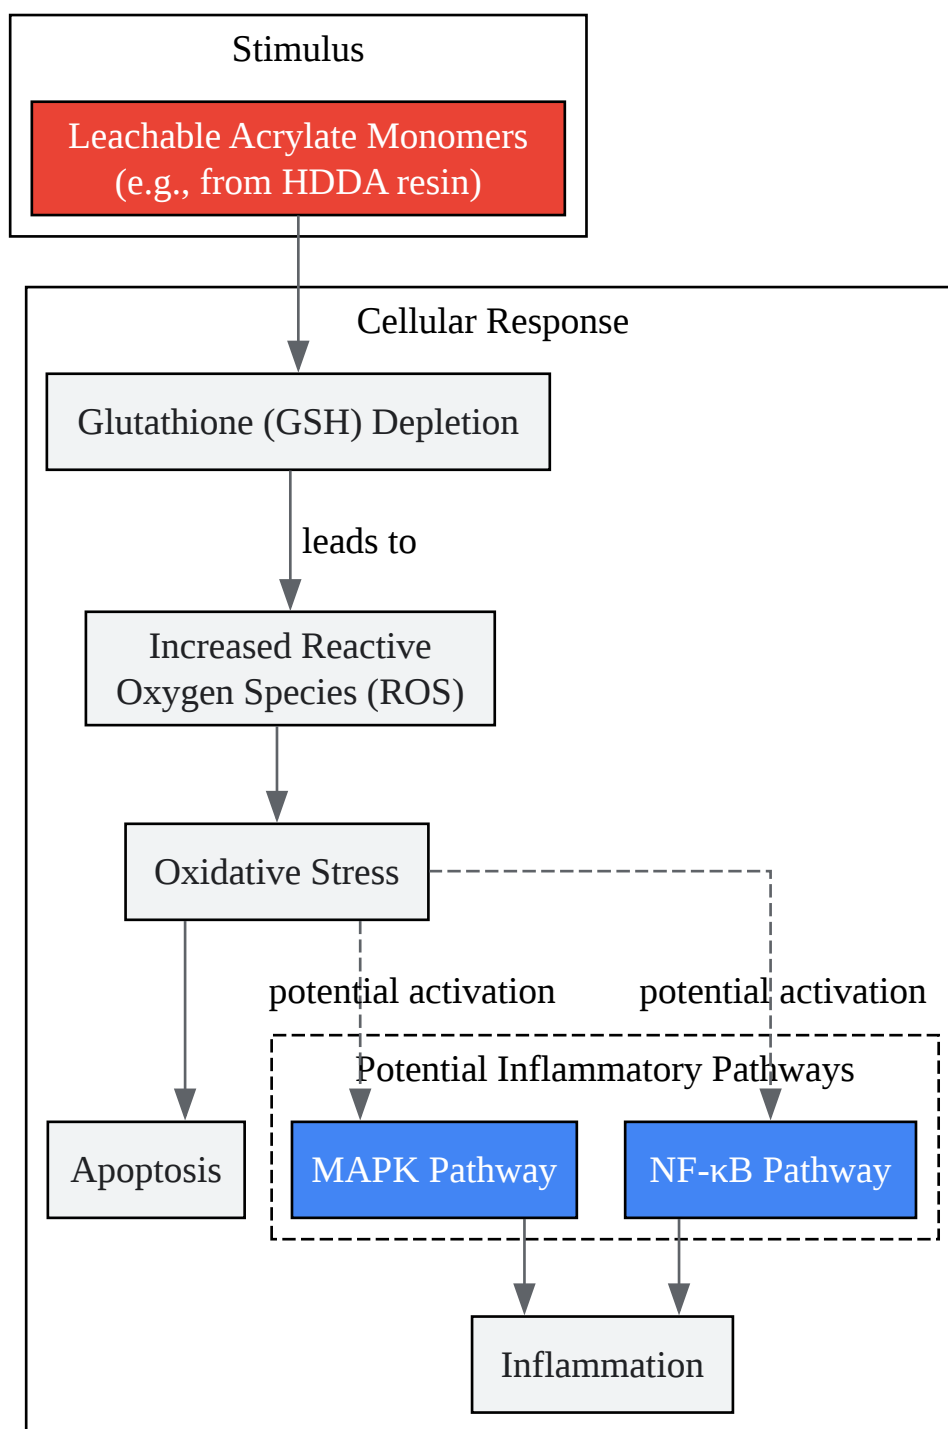 Stimulus
Leachable Acrylate Monomers
(e.g., from HDDA resin)
Cellular Response
Glutathione (GSH) Depletion
leads to
Increased Reactive
Oxygen Species (ROS)
Oxidative Stress
potential activation
potential activation
Potential Inflammatory Pathways
Apoptosis
MAPK Pathway
NF-κB Pathway
Inflammation